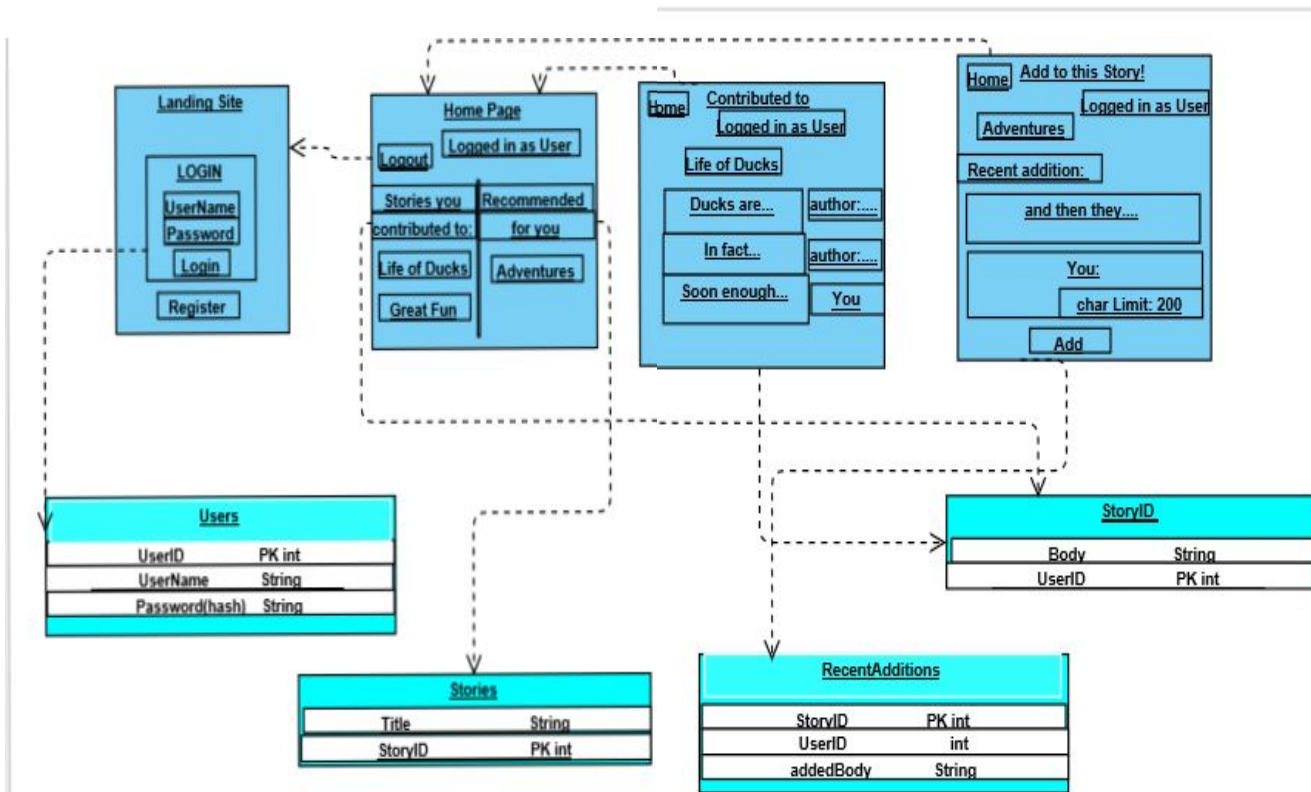 Landing Site
LOGIN
UserName
Password
Login
Register
Home Page
Logged in as User
Logout
Stories you
contributed to:
Life of Ducks
Great Fun
Recommended
for you
Adventures
Home
Contributed to
Logged in as User
Life of Ducks
Ducks are... author:....
In fact... author:....
Soon enough... You
Home Add to this Story!
Logged in as User
Adventures
Recent addition:
and then they....
You:
char Limit: 200
Add
Users
UserID PK int
UserName String
Password(hash) String
Stories
Title String
StoryID PK int
RecentAdditions
StoryID PK int
UserID int
addedBody String
StoryID
Body String
UserID PK int